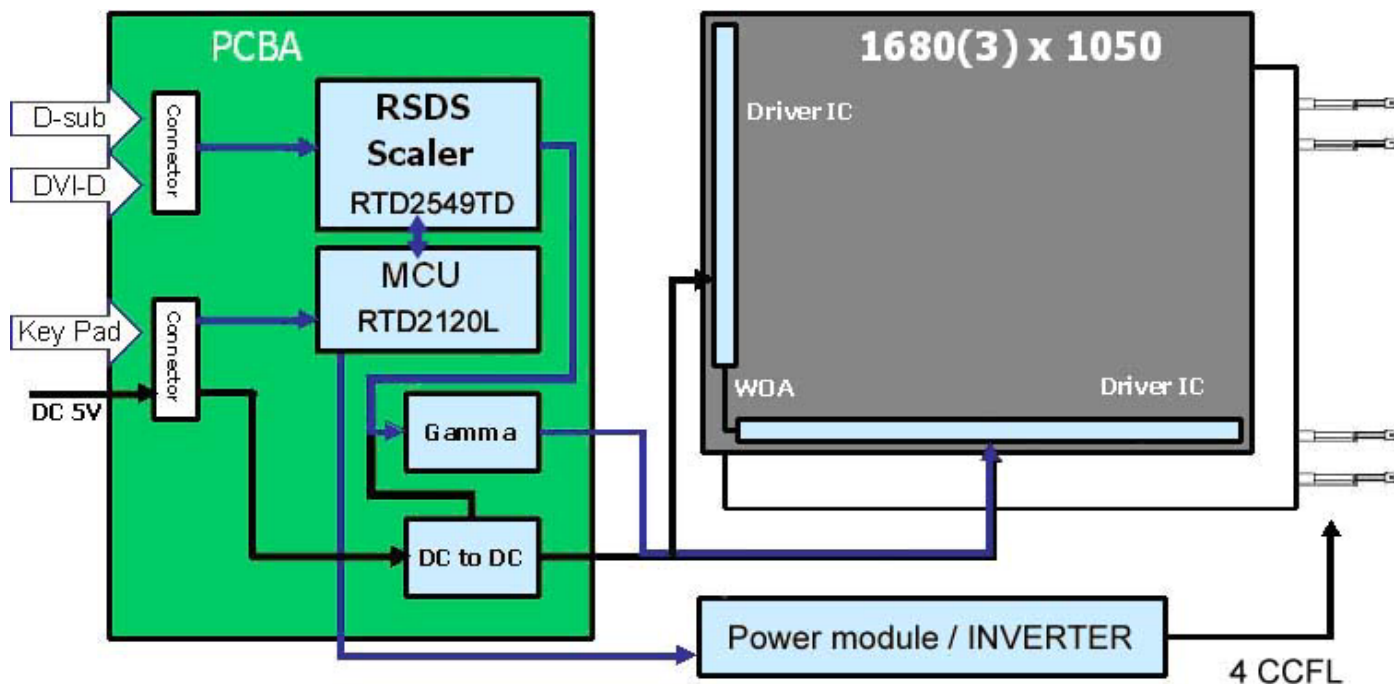 PCBA
1680(3) x 1050
D-sub
Connector
RSDS
Scaler
RTD2549TD
Driver IC
DVI-D
MCU
RTD2120L
Key Pad
Connector
DC 5V
WOA
Driver IC
Gamma
DC to DC
Power module / INVERTER
4 CCFL